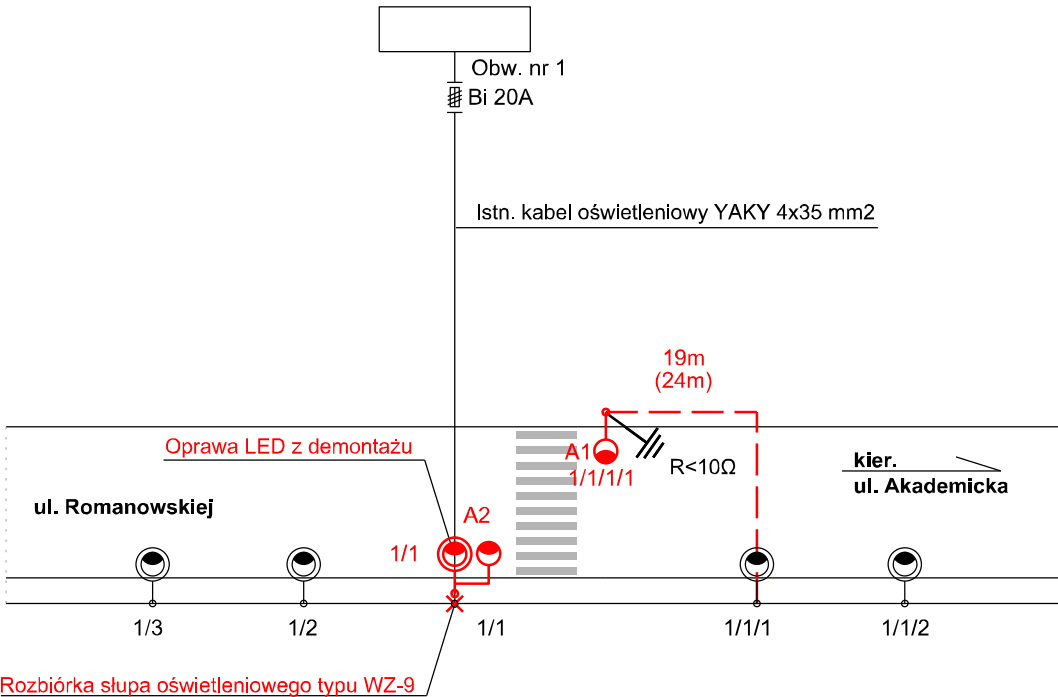 Obw. nr 1
Bi 20A
Istn. kabel oświetleniowy YAKY 4x35 mm2
19m
(24m)
Oprawa LED z demontażu
A1
1/1/1/1
R<10Ω
kier.
ul. Akademicka
ul. Romanowskiej
A2
1/1
1/3
1/2
1/1
1/1/1
1/1/2
Rozbiórka słupa oświetleniowego typu WZ-9